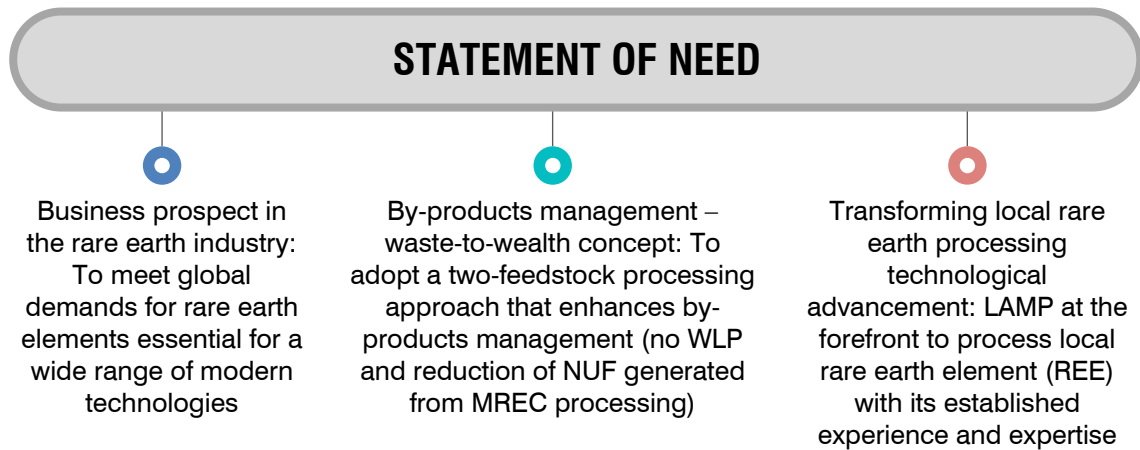 STATEMENT OF NEED
Business prospect in
the rare earth industry:
To meet global
demands for rare earth
elements essential for a
wide range of modern
technologies
By-products management –
waste-to-wealth concept: To
adopt a two-feedstock processing
approach that enhances by-
products management (no WLP
and reduction of NUF generated
from MREC processing)
Transforming local rare
earth processing
technological
advancement: LAMP at the
forefront to process local
rare earth element (REE)
with its established
experience and expertise